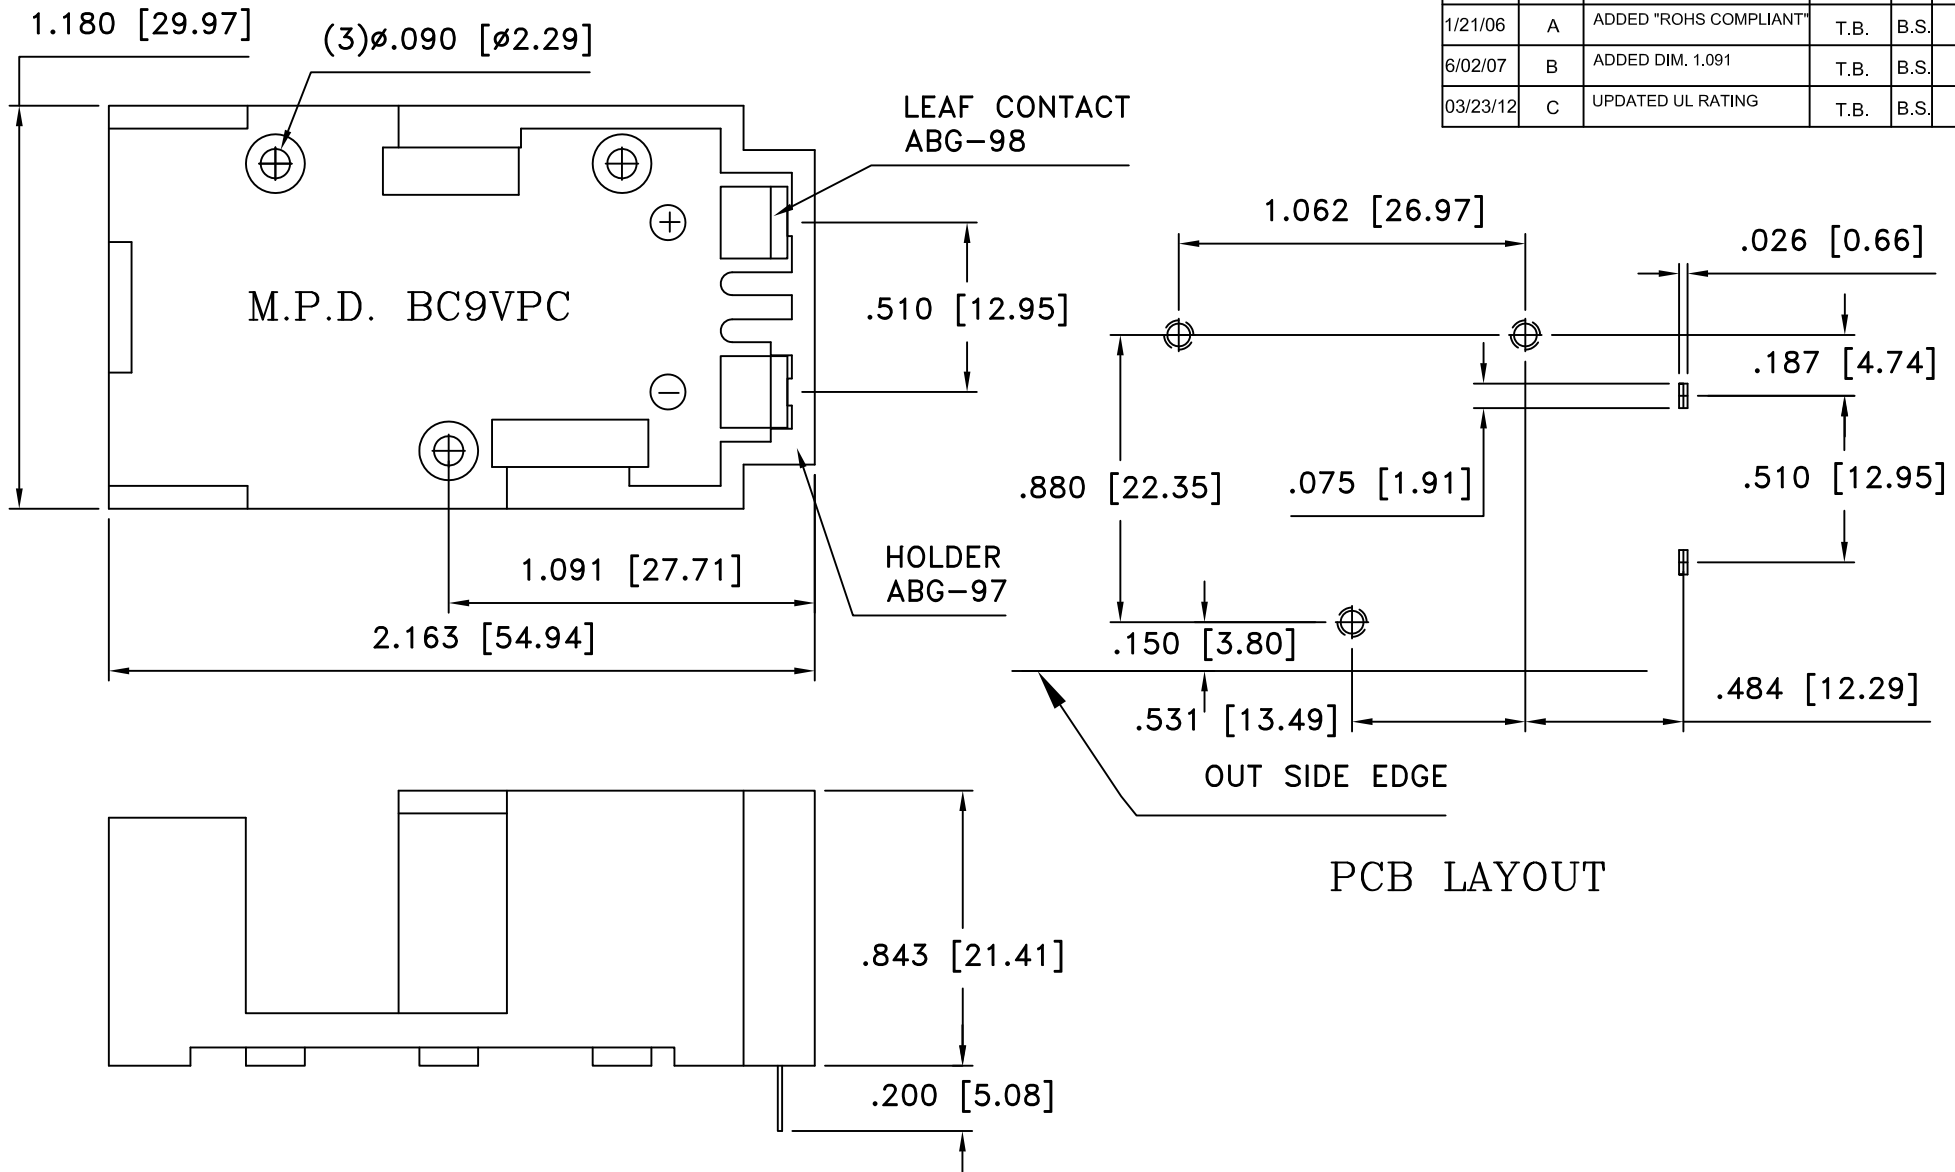 1.180 [29.97]
(3)ø.090 [ø2.29]
LEAF CONTACT
ABG-98
1/21/06 A ADDED "ROHS COMPLIANT" T.B. B.S.
6/02/07 B ADDED DIM. 1.091 T.B. B.S.
03/23/12 C UPDATED UL RATING T.B. B.S.
+
M.P.D. BC9VPC
.510 [12.95]
−
1.091 [27.71]
2.163 [54.94]
HOLDER
ABG-97
1.062 [26.97]
.026 [0.66]
.187 [4.74]
.880 [22.35]
.075 [1.91]
.510 [12.95]
.150 [3.80]
.484 [12.29]
.531 [13.49]
OUT SIDE EDGE
PCB LAYOUT
.843 [21.41]
.200 [5.08]